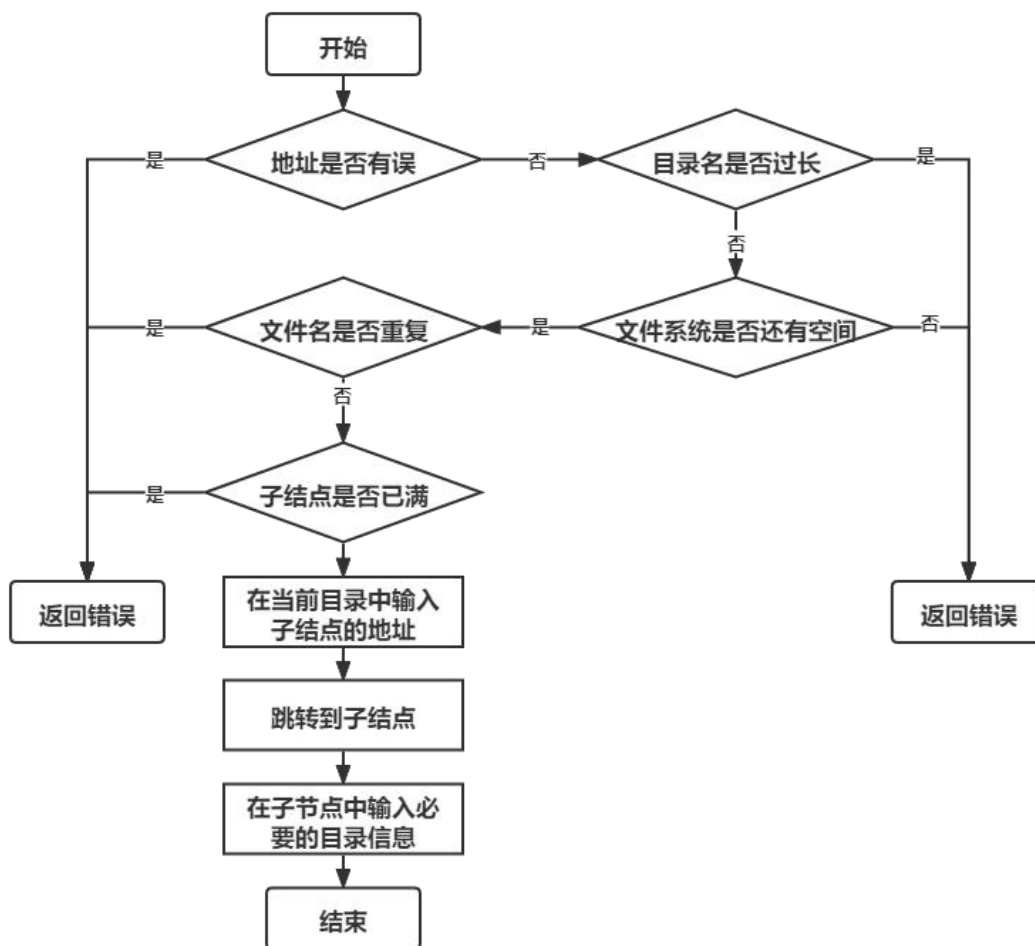 开始
地址是否有误
是
否
目录名是否过长
是
否
文件名是否重复
是
是
文件系统是否还有空间
否
否
子结点是否已满
是
返回错误
在当前目录中输入
子结点的地址
返回错误
跳转到子结点
在子节点中输入必
要的目录信息
结束